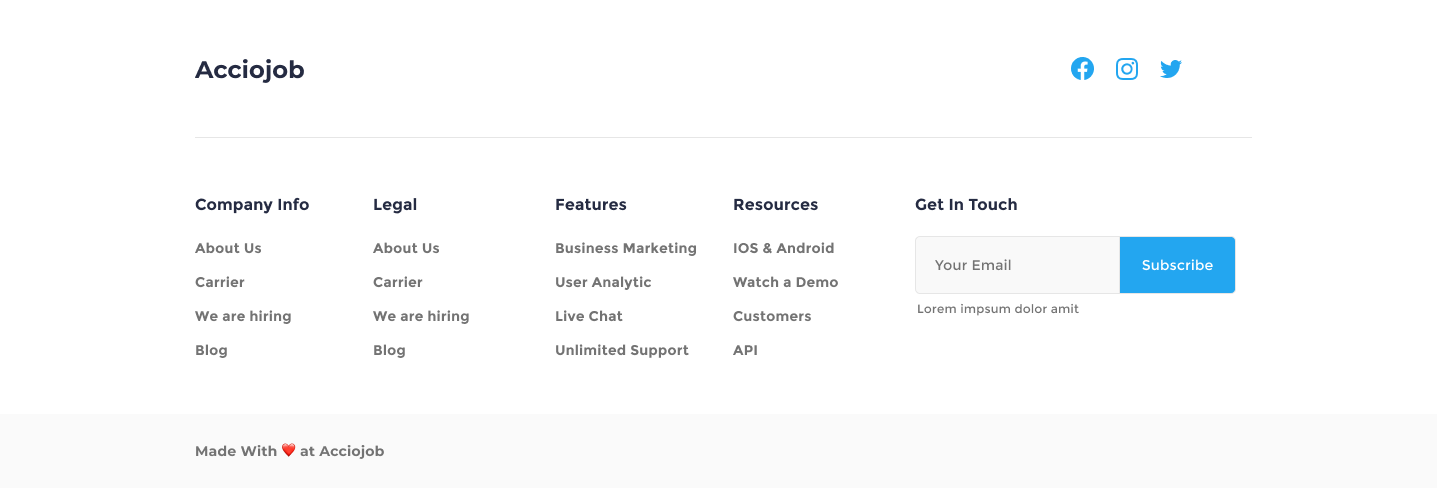 Acciojob
Company Info
About Us
Carrier
We are hiring
Blog
Legal
About Us
Carrier
We are hiring
Blog
Features
Business Marketing
User Analytic
Live Chat
Unlimited Support
Resources
IOS & Android
Watch a Demo
Customers
API
Get In Touch
Your Email
Subscribe
Lorem impsum dolor amit
Made With ❤️ at Acciojob